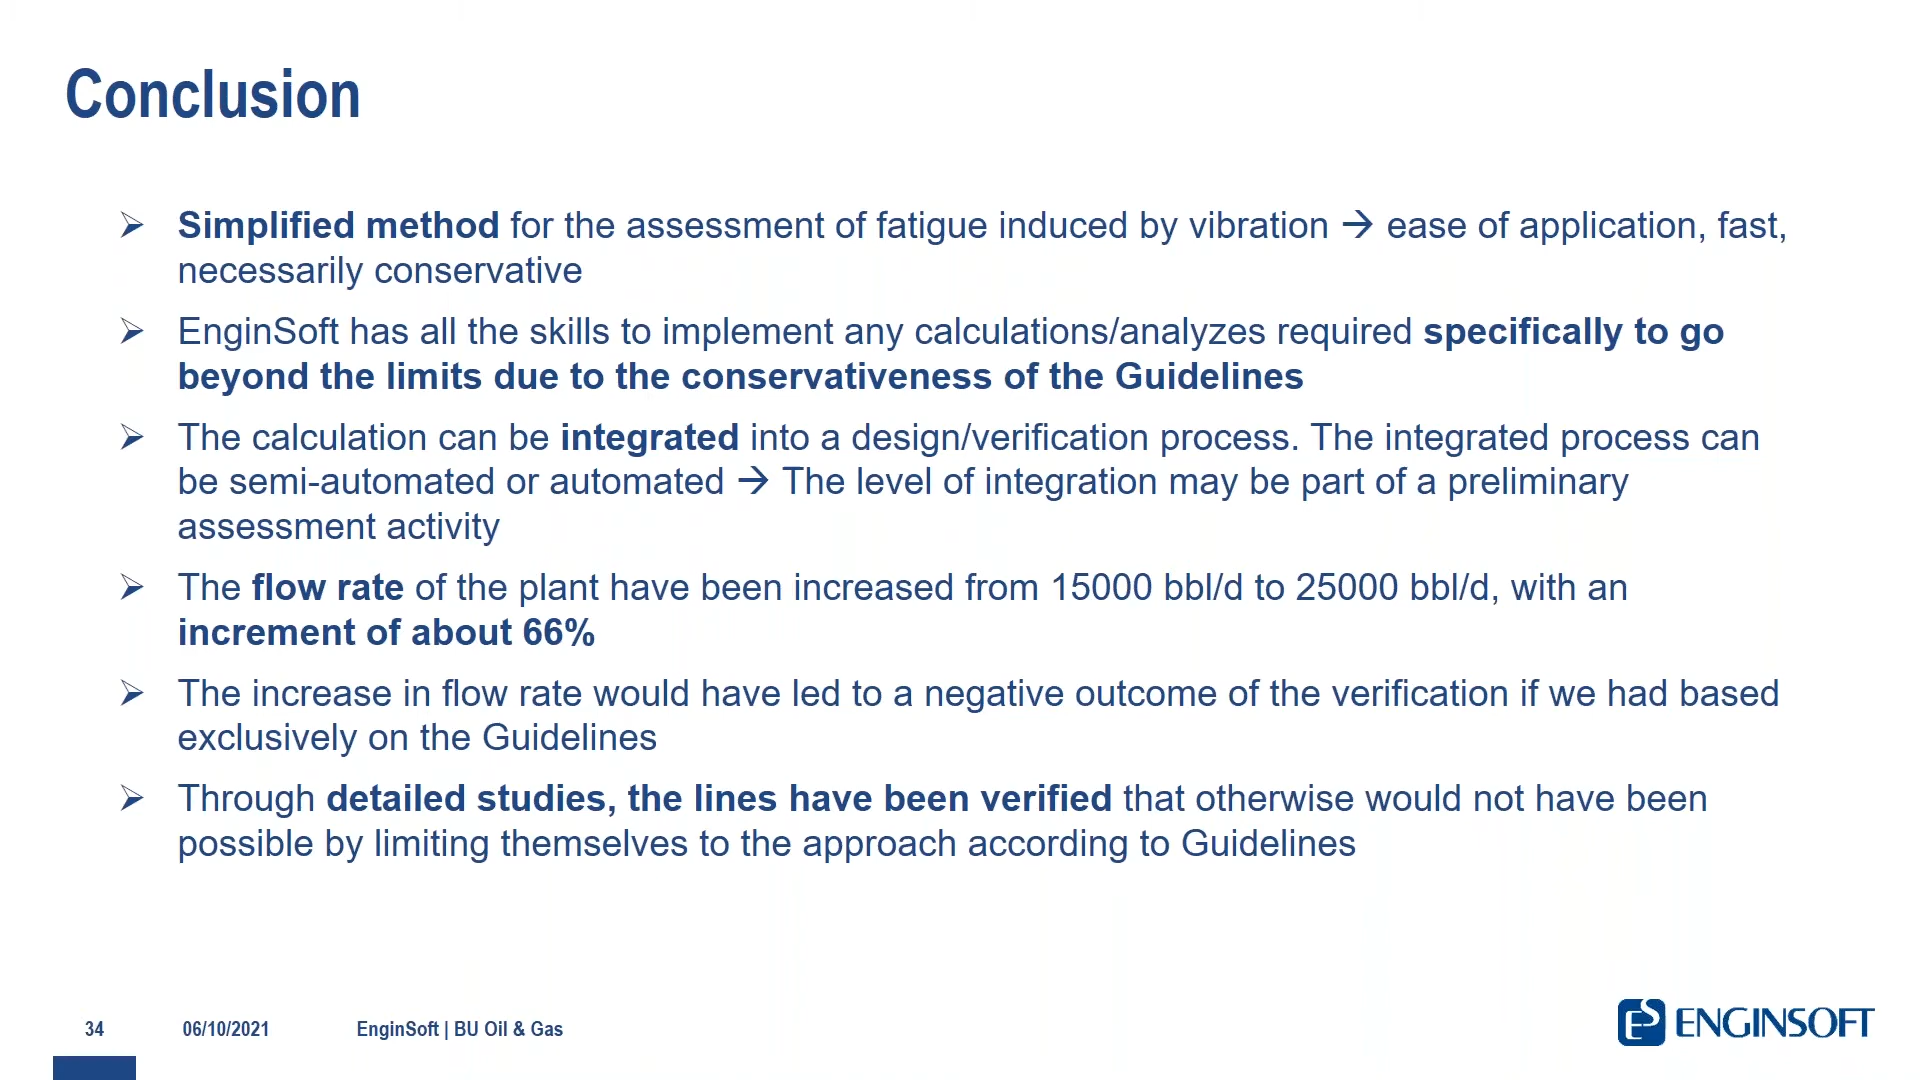 Conclusion
➢ Simplified method for the assessment of fatigue induced by vibration → ease of application, fast,
necessarily conservative
➢ EnginSoft has all the skills to implement any calculations/analyzes required specifically to go
beyond the limits due to the conservativeness of the Guidelines
➢ The calculation can be integrated into a design/verification process. The integrated process can
be semi-automated or automated → The level of integration may be part of a preliminary
assessment activity
➢ The flow rate of the plant have been increased from 15000 bbl/d to 25000 bbl/d, with an
increment of about 66%
➢ The increase in flow rate would have led to a negative outcome of the verification if we had based
exclusively on the Guidelines
➢ Through detailed studies, the lines have been verified that otherwise would not have been
possible by limiting themselves to the approach according to Guidelines
34 06/10/2021 EnginSoft | BU Oil & Gas
ES ENGINSOFT